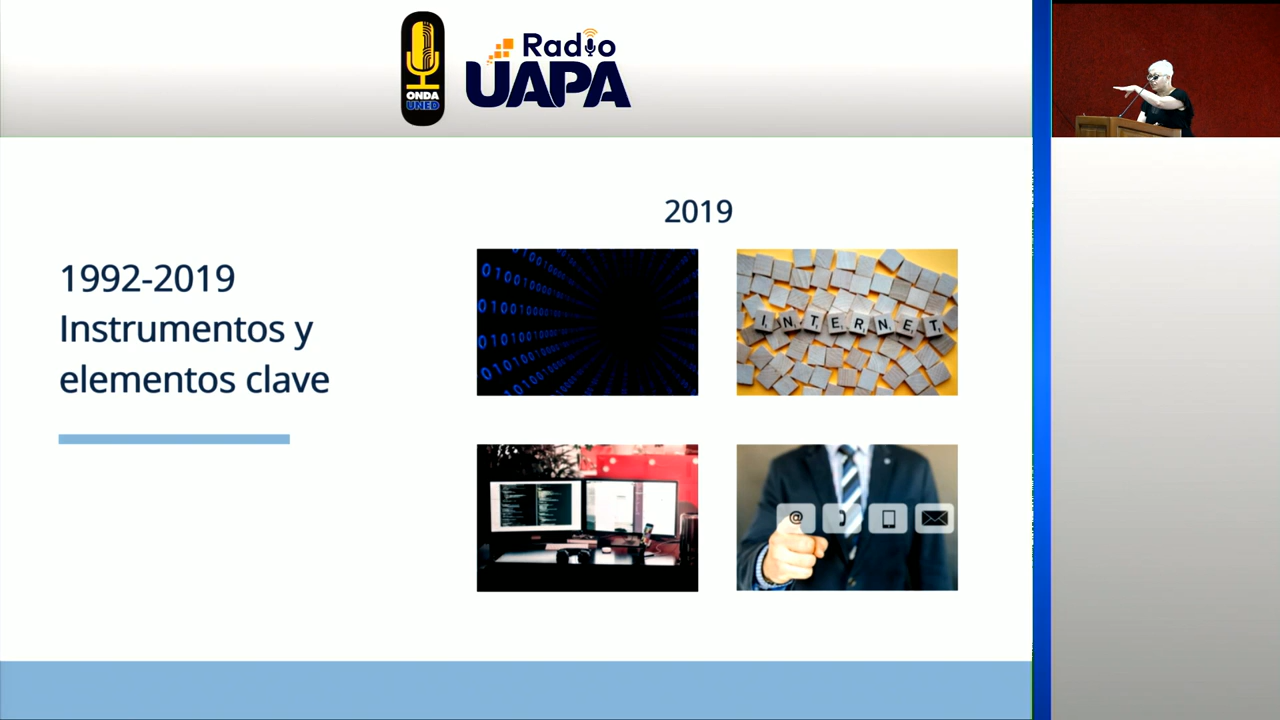 ONDA
UNED
Radio
UAPA
2019
1992-2019
Instrumentos y
elementos clave
INTERNET
@